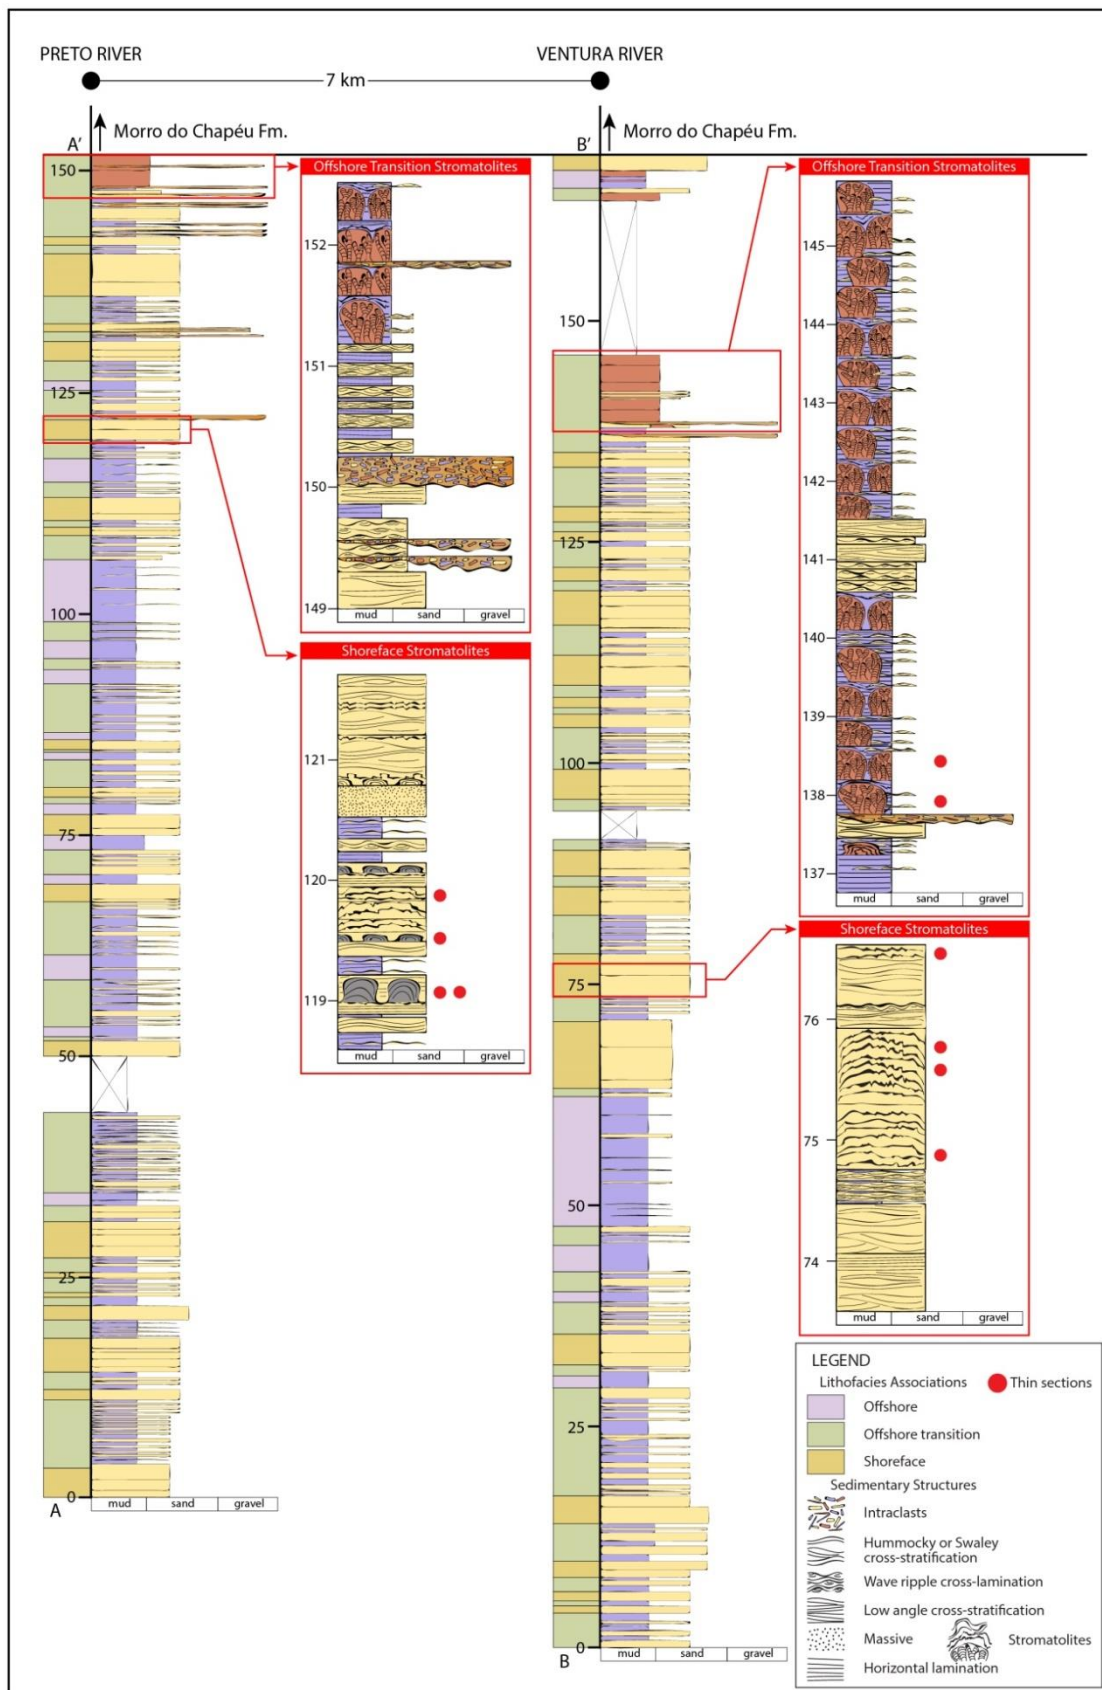 PRETO RIVER
VENTURA RIVER
7 km
A'
Morro do Chapéu Fm.
B'
Morro do Chapéu Fm.
150
125
100
75
50
25
0
A
mud sand gravel
Offshore Transition Stromatolites
152
151
150
149
mud sand gravel
Shoreface Stromatolites
121
120
119
mud sand gravel
150
125
100
75
50
25
0
B
mud sand gravel
Offshore Transition Stromatolites
145
144
143
142
141
140
139
138
137
mud sand gravel
Shoreface Stromatolites
76
75
74
mud sand gravel
LEGEND
Lithofacies Associations
Thin sections
Offshore
Offshore transition
Shoreface
Sedimentary Structures
Intraclasts
Hummocky or Swaley
cross-stratification
Wave ripple cross-lamination
Low angle cross-stratification
Massive
Stromatolites
Horizontal lamination